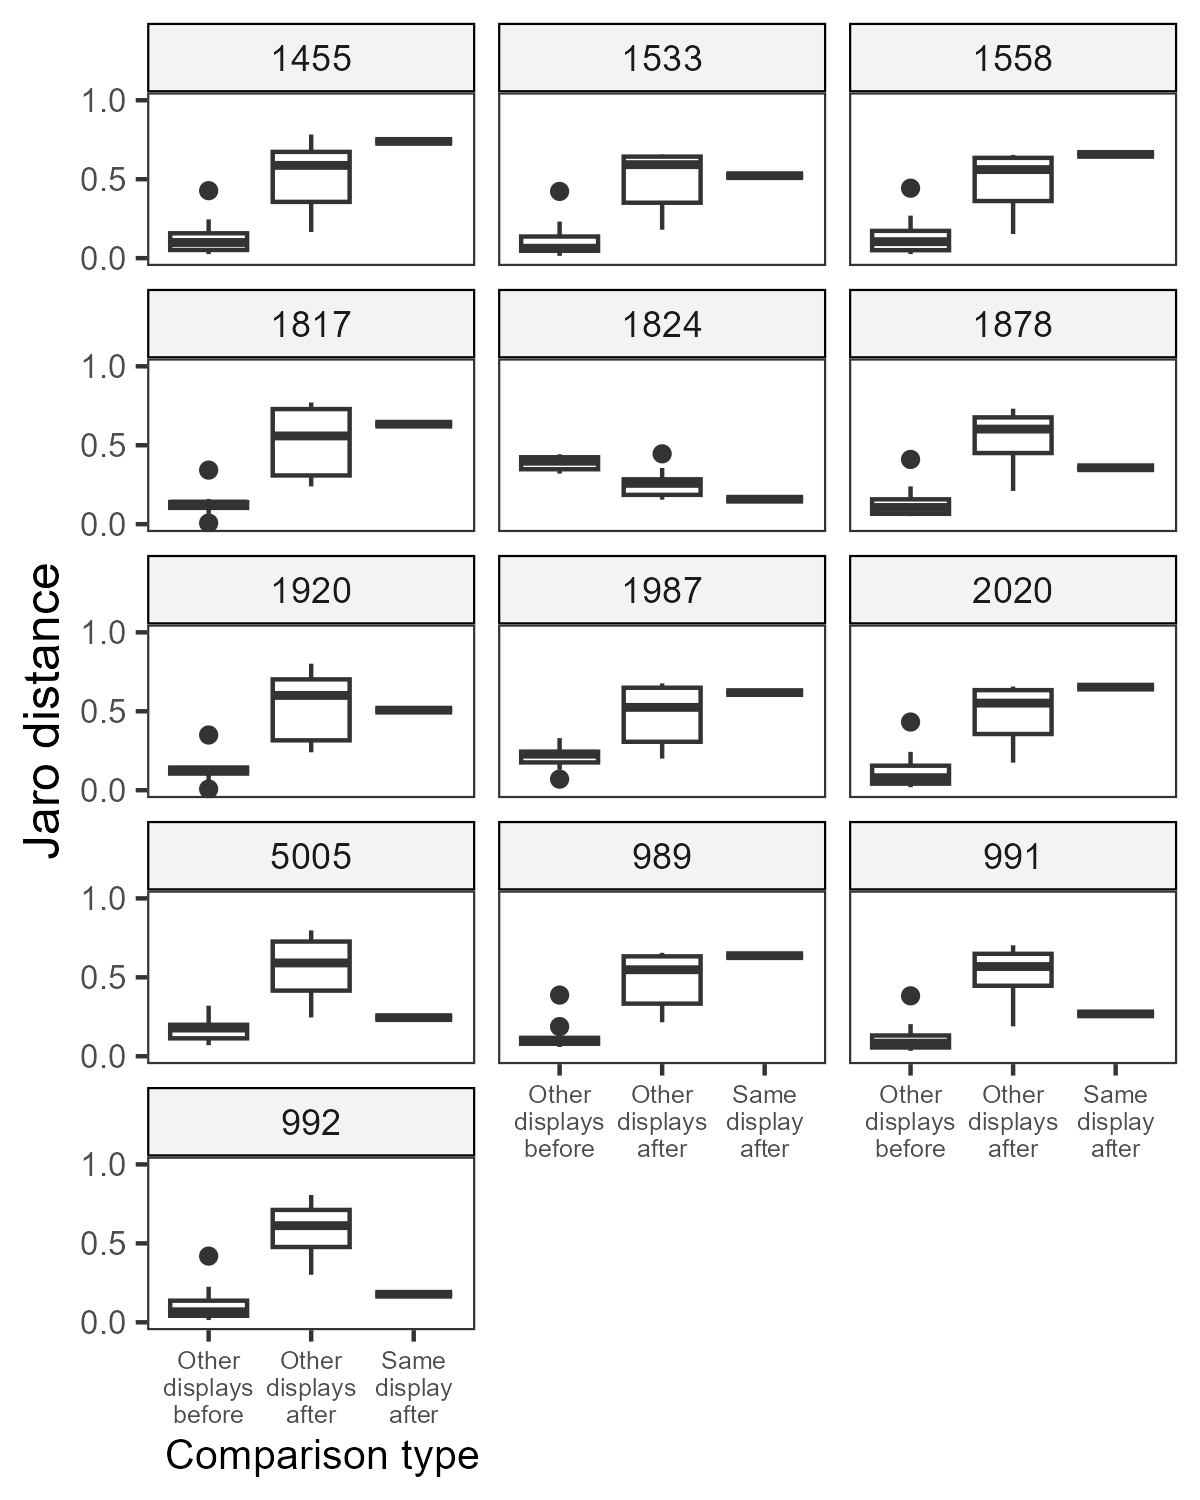 1455 1533 1558
1.0
0.5
0.0
1817 1824 1878
1.0
0.5
0.0
1920 1987 2020
1.0
0.5
0.0
Jaro distance
5005 989 991
1.0
0.5
0.0
Other Other Same Other Other Same
displays displays display displays displays display
before after after before after after
992
1.0
0.5
0.0
Other Other Same
displays displays display
before after after
Comparison type